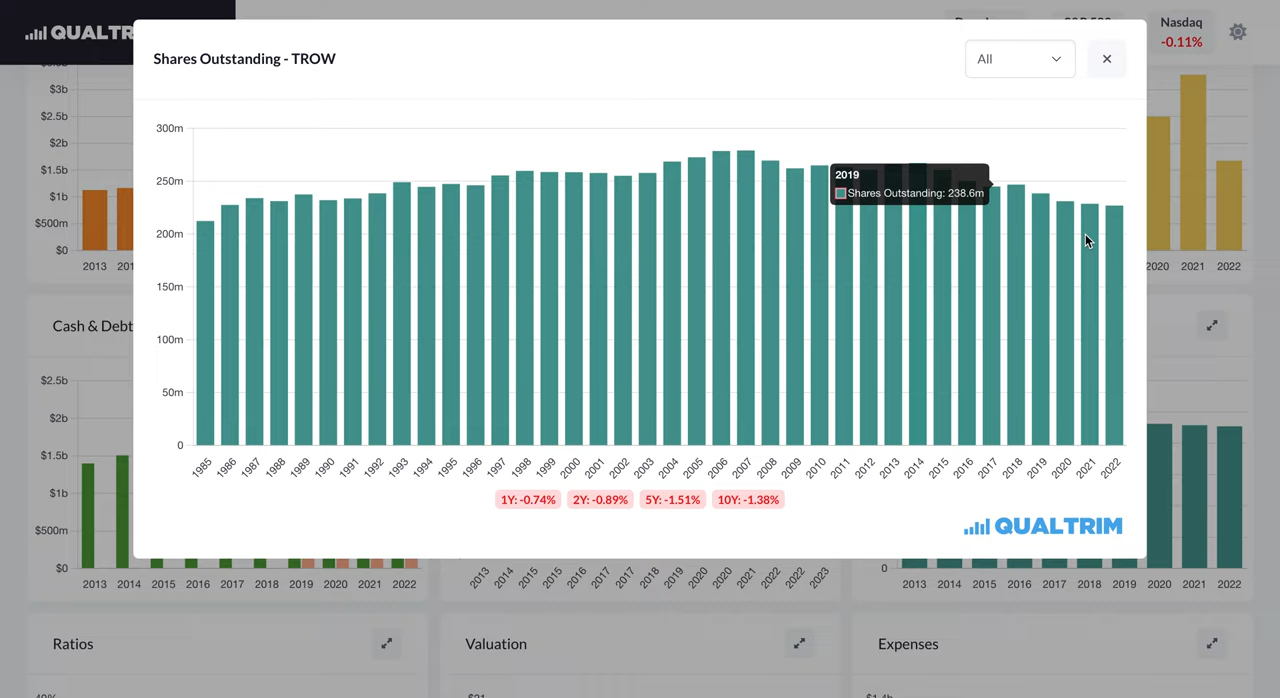 QUALTR
Nasdaq
-0.11%
Shares Outstanding - TROW
All
$3b
$2.5b
$2b
$1.5b
$1b
$500m
$0
2013
300m
250m
200m
150m
100m
50m
0
2019
Shares Outstanding: 238.6m
1985 1986 1987 1988 1989 1990 1991 1992 1993 1994 1995 1996 1997 1998 1999 2000 2001 2002 2003 2004 2005 2006 2007 2008 2009 2010 2011 2012 2013 2014 2015 2016 2017 2018 2019 2020 2021 2022
1Y: -0.74% 2Y: -0.89% 5Y: -1.51% 10Y: -1.38%
QUALTRIM
2020 2021 2022
Cash & Debt
$2.5b
$2b
$1.5b
$1b
$500m
$0
2013 2014 2015 2016 2017 2018 2019 2020 2021 2022
2013 2014 2015 2015 2016 2017 2017 2018 2019 2020 2020 2021 2022 2022 2023
0
2013 2014 2015 2016 2017 2018 2019 2020 2021 2022
Ratios
Valuation
Expenses